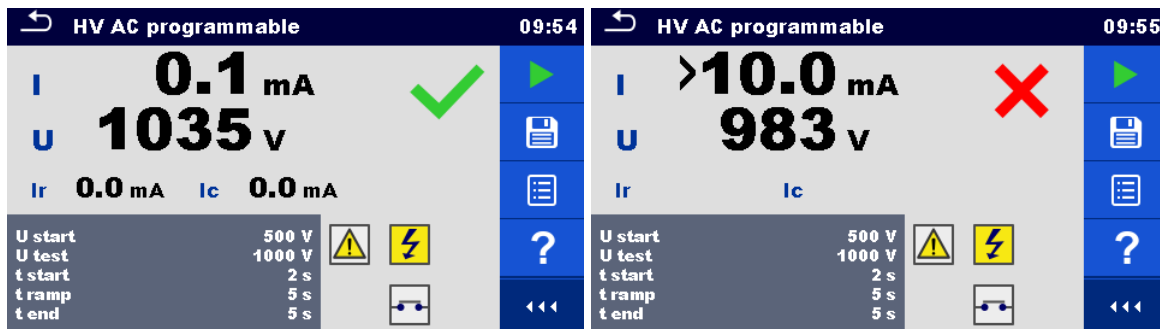 HV AC programmable 09:54
I 0.1 mA
U 1035 V
Ir 0.0 mA Ic 0.0 mA
U start 500 V
U test 1000 V
t start 2 s
t ramp 5 s
t end 5 s
?
HV AC programmable 09:55
I >10.0 mA
U 983 V
Ir Ic
U start 500 V
U test 1000 V
t start 2 s
t ramp 5 s
t end 5 s
?